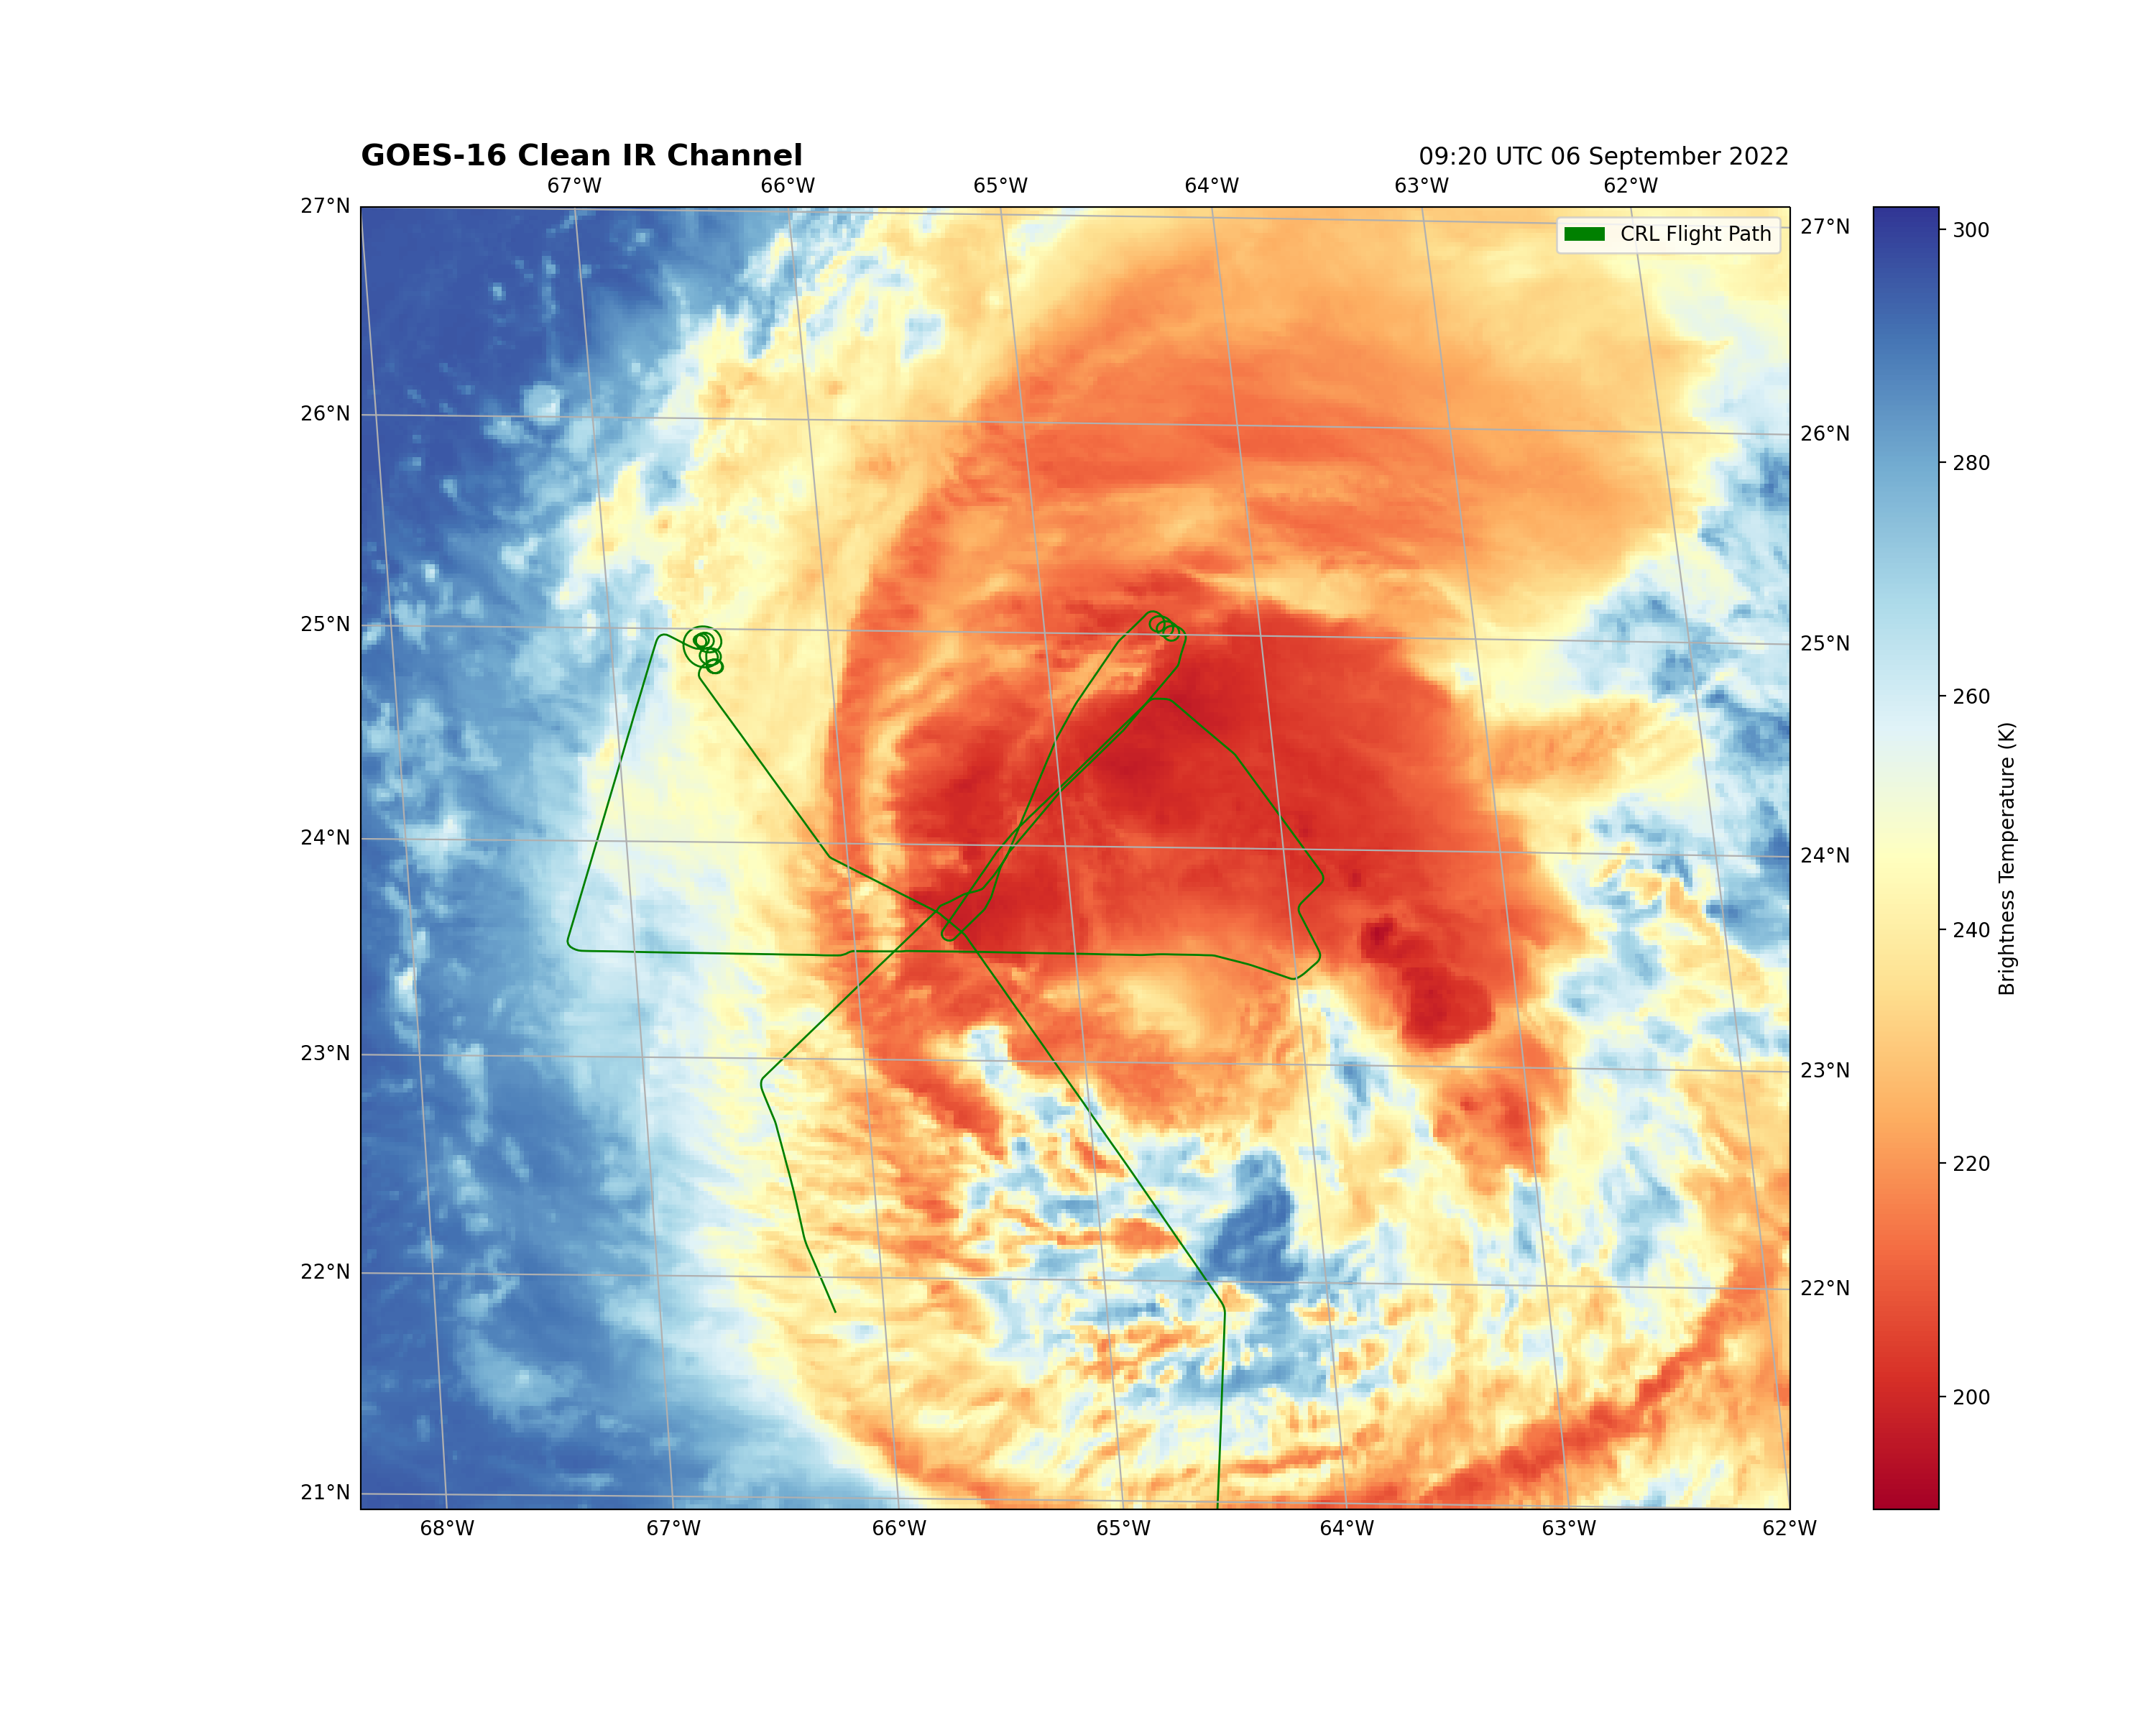 GOES-16 Clean IR Channel
09:20 UTC 06 September 2022
67°W 66°W 65°W 64°W 63°W 62°W
27°N
27°N
CRL Flight Path
300
26°N
26°N
280
25°N
25°N
260
Brightness Temperature (K)
24°N
24°N
240
23°N
23°N
220
22°N
22°N
200
21°N
68°W 67°W 66°W 65°W 64°W 63°W 62°W